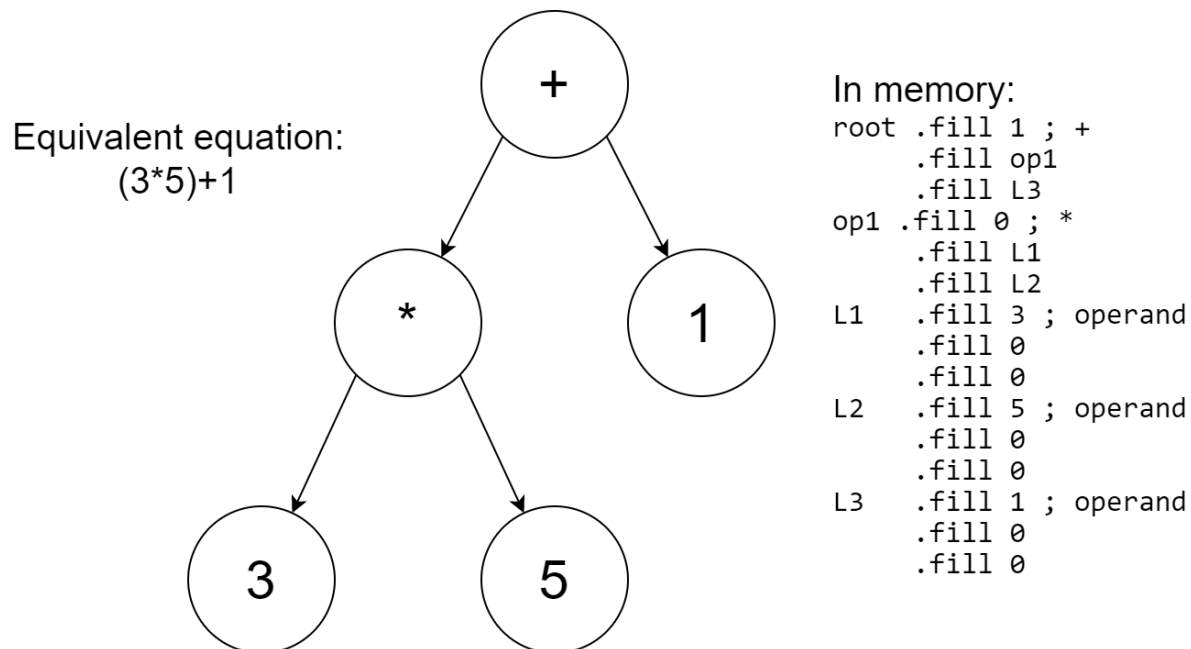 Equivalent equation:
(3*5)+1
+
*
1
3
5
In memory:
root .fill 1 ; +
.fill op1
.fill L3
op1 .fill 0 ; *
.fill L1
.fill L2
L1 .fill 3 ; operand
.fill 0
.fill 0
L2 .fill 5 ; operand
.fill 0
.fill 0
L3 .fill 1 ; operand
.fill 0
.fill 0